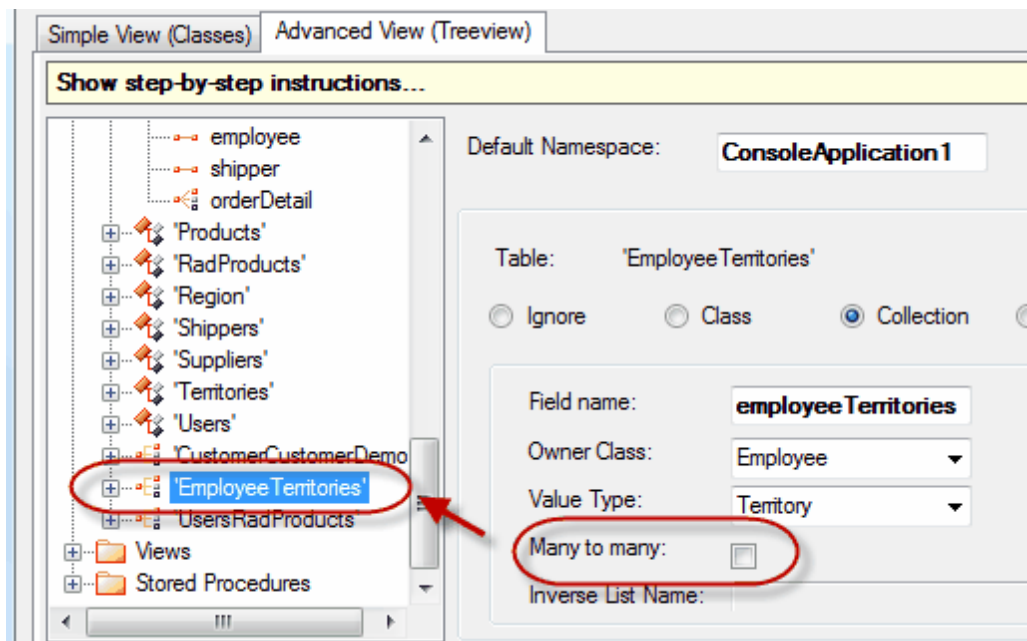 Simple View (Classes)
Advanced View (Treeview)
Show step-by-step instructions...
employee
shipper
orderDetail
'Products'
'RadProducts'
'Region'
'Shippers'
'Suppliers'
'Territories'
'Users'
'CustomerCustomerDemo
'EmployeeTerritories'
'UsersRadProducts'
Views
Stored Procedures
Default Namespace: ConsoleApplication1
Table: 'EmployeeTerritories'
Ignore Class Collection
Field name: employeeTerritories
Owner Class: Employee
Value Type: Territory
Many to many:
Inverse List Name: